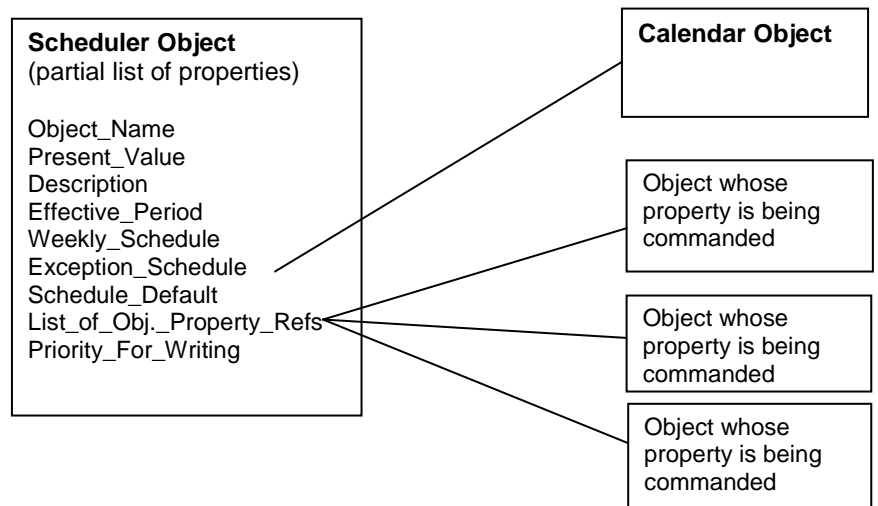 Scheduler Object
(partial list of properties)
Object_Name
Present_Value
Description
Effective_Period
Weekly_Schedule
Exception_Schedule
Schedule_Default
List_of_Obj._Property_Refs
Priority_For_Writing
Calendar Object
Object whose
property is being
commanded
Object whose
property is being
commanded
Object whose
property is being
commanded